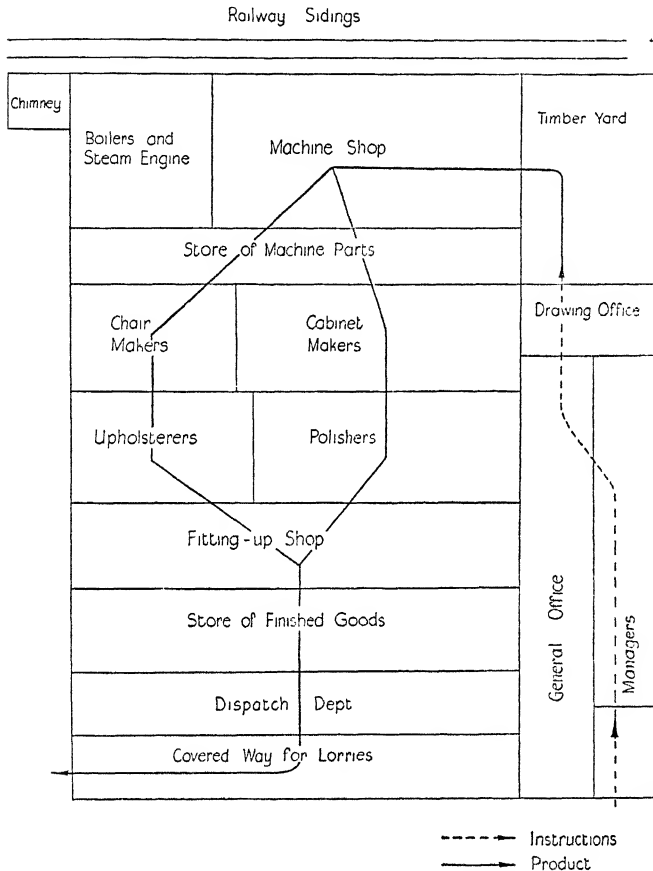 Railway Sidings
Chimney
Boilers and
Steam Engine
Machine Shop
Timber Yard
Store of Machine Parts
Chair
Makers
Cabinet
Makers
Drawing Office
Upholsterers
Polishers
Fitting-up Shop
Store of Finished Goods
General Office
Managers
Dispatch Dept
Covered Way for Lorries
Instructions
Product